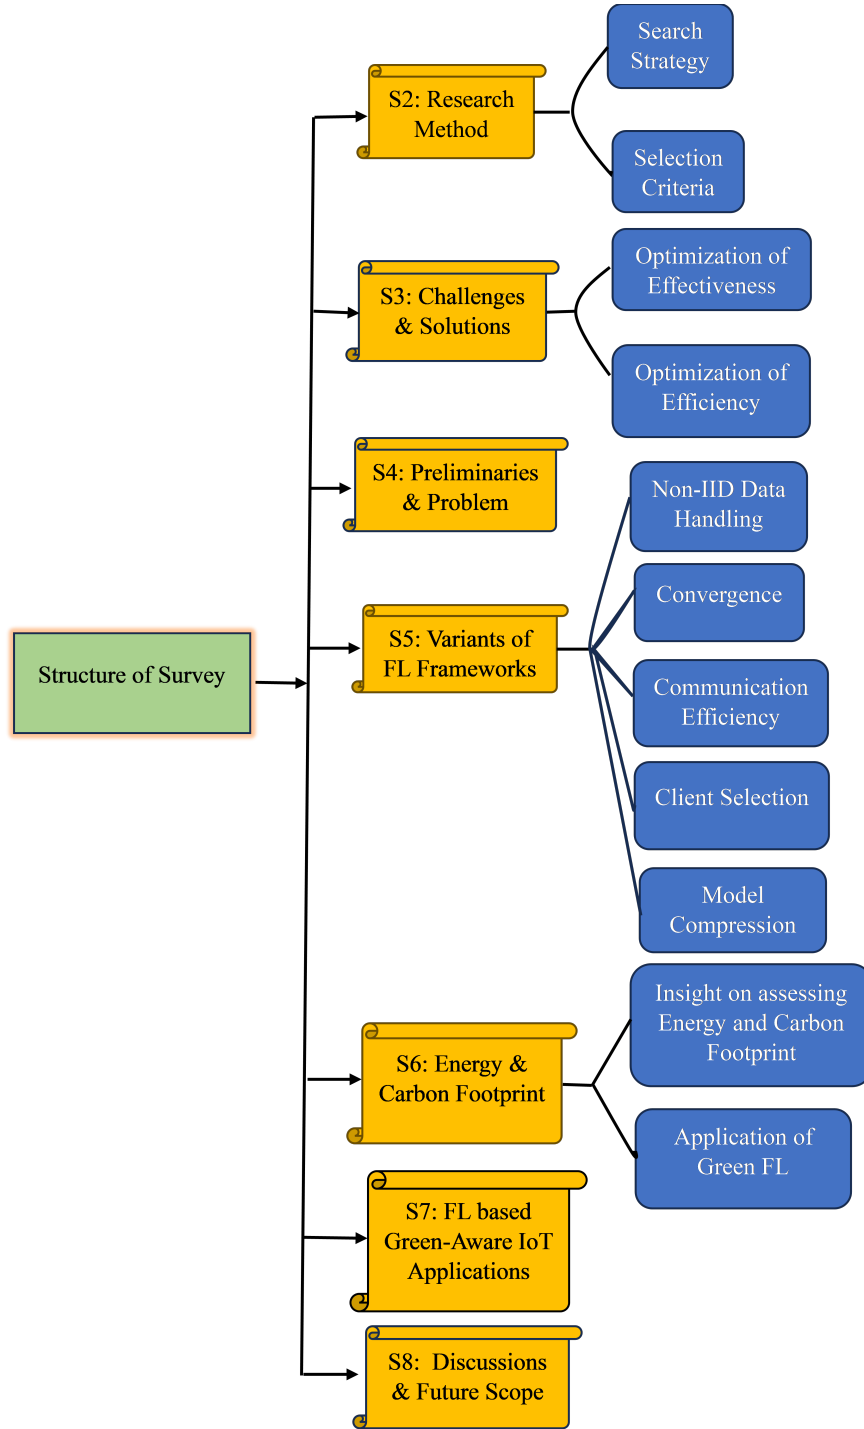 Structure of Survey
S2: Research
Method
Search
Strategy
Selection
Criteria
S3: Challenges
& Solutions
Optimization of
Effectiveness
Optimization of
Efficiency
S4: Preliminaries
& Problem
S5: Variants of
FL Frameworks
Non-IID Data
Handling
Convergence
Communication
Efficiency
Client Selection
Model
Compression
S6: Energy &
Carbon Footprint
Insight on assessing
Energy and Carbon
Footprint
Application of
Green FL
S7: FL based
Green-Aware IoT
Applications
S8: Discussions
& Future Scope